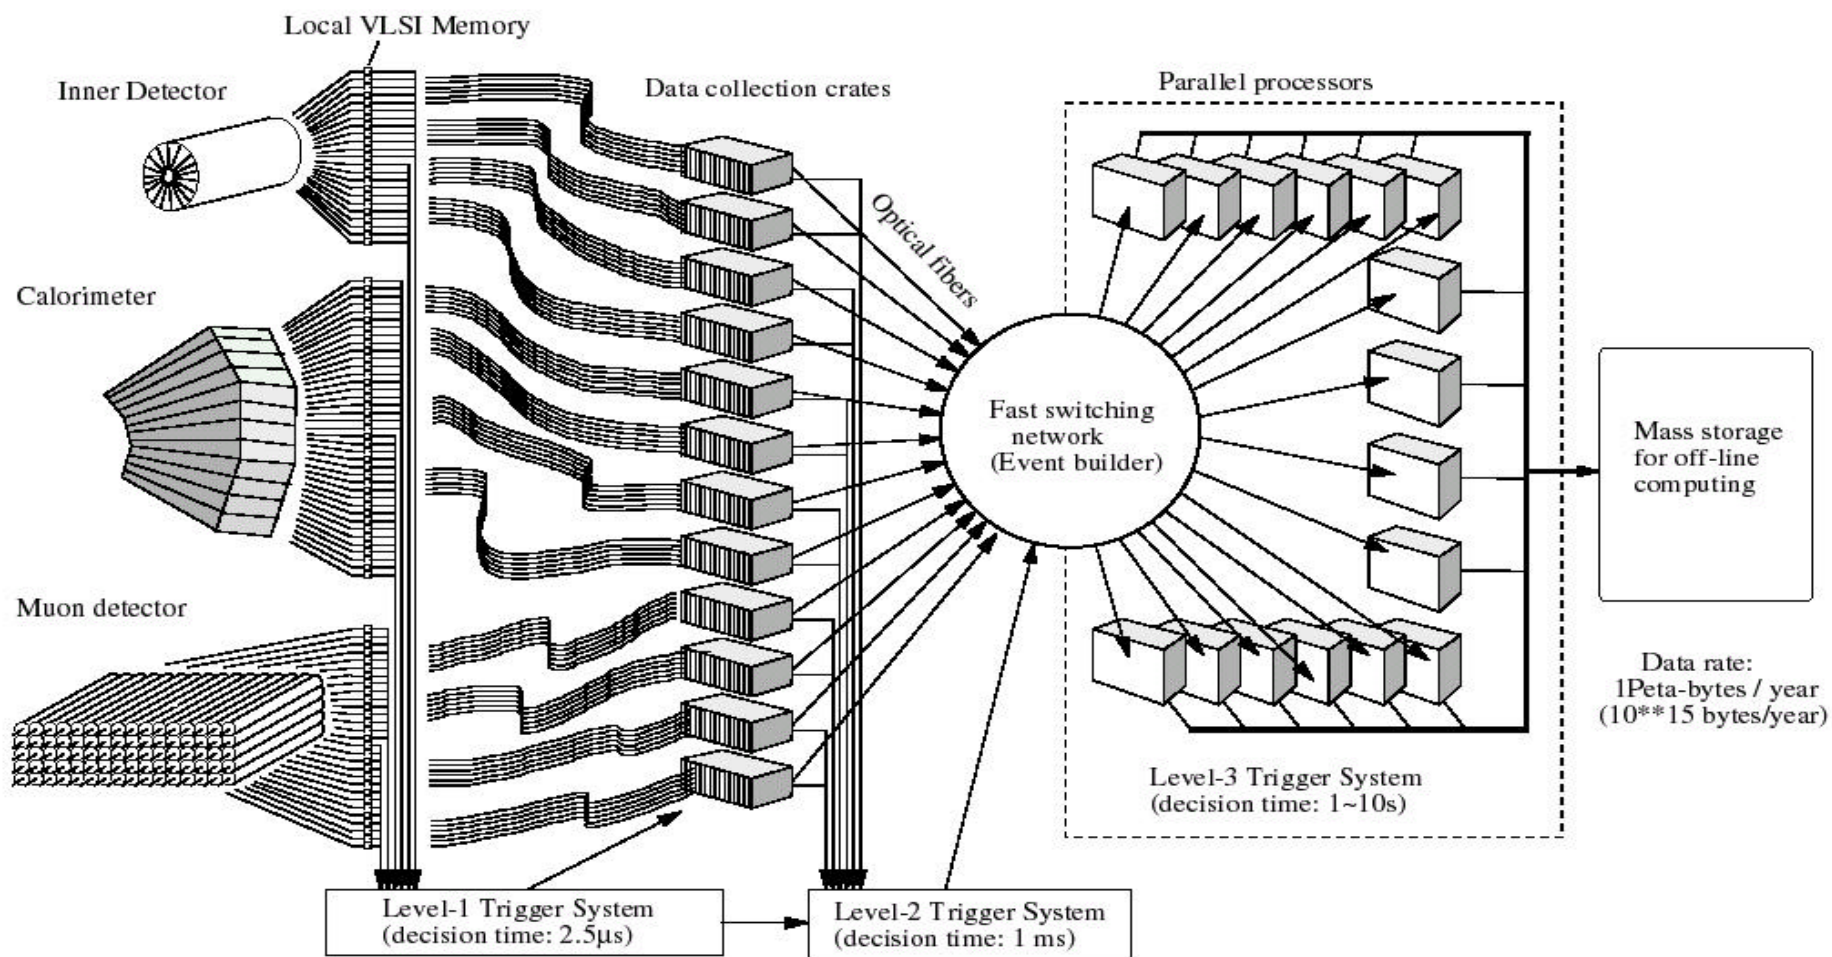 Local VLSI Memory
Inner Detector
Data collection crates
Parallel processors
Optical fibers
Calorimeter
Fast switching
network
(Event builder)
Mass storage
for off-line
computing
Muon detector
Data rate:
1Peta-bytes / year
(10**15 bytes/year)
Level-3 Trigger System
(decision time: 1~10s)
Level-1 Trigger System
(decision time: 2.5µs)
Level-2 Trigger System
(decision time: 1 ms)